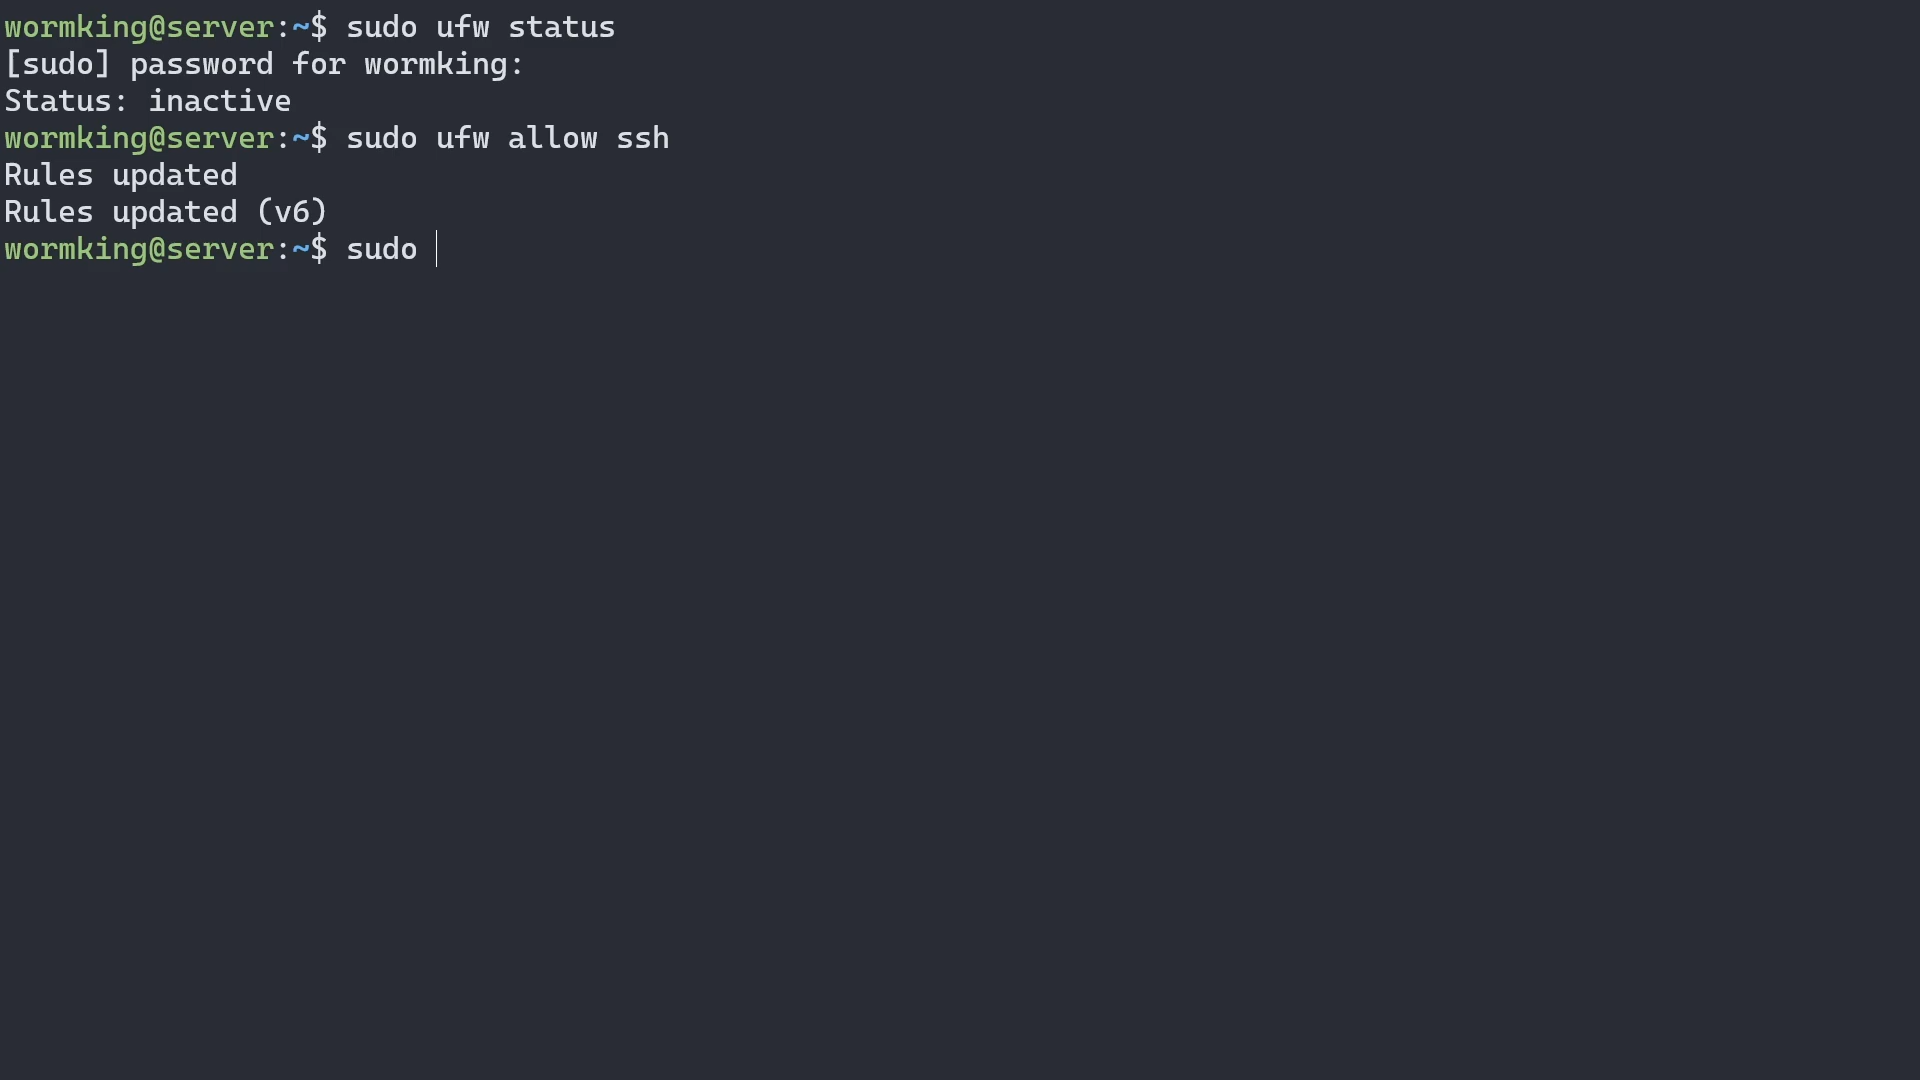 wormking@server:~$ sudo ufw status
[sudo] password for wormking:
Status: inactive
wormking@server:~$ sudo ufw allow ssh
Rules updated
Rules updated (v6)
wormking@server:~$ sudo